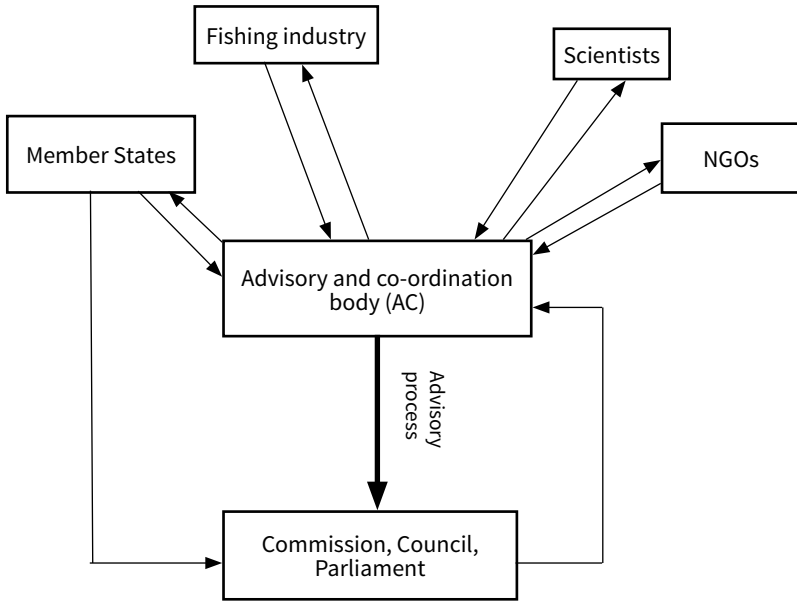 Fishing industry
Scientists
Member States
NGOs
Advisory and co-ordination
body (AC)
Advisory
process
Commission, Council,
Parliament